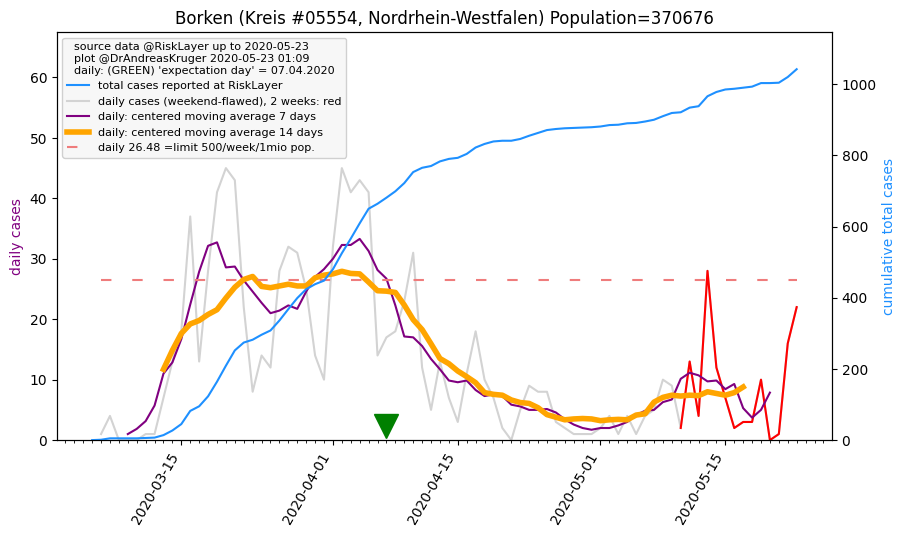 Borken (Kreis #05554, Nordrhein-Westfalen) Population=370676
source data @RiskLayer up to 2020-05-23
plot @DrAndreasKruger 2020-05-23 01:09
daily: (GREEN) 'expectation day' = 07.04.2020
total cases reported at RiskLayer
daily cases (weekend-flawed), 2 weeks: red
daily: centered moving average 7 days
daily: centered moving average 14 days
daily 26.48 =limit 500/week/1mio pop.
daily cases
60
50
40
30
20
10
0
1000
800
600
400
200
0
cumulative total cases
2020-03-15
2020-04-01
2020-04-15
2020-05-01
2020-05-15